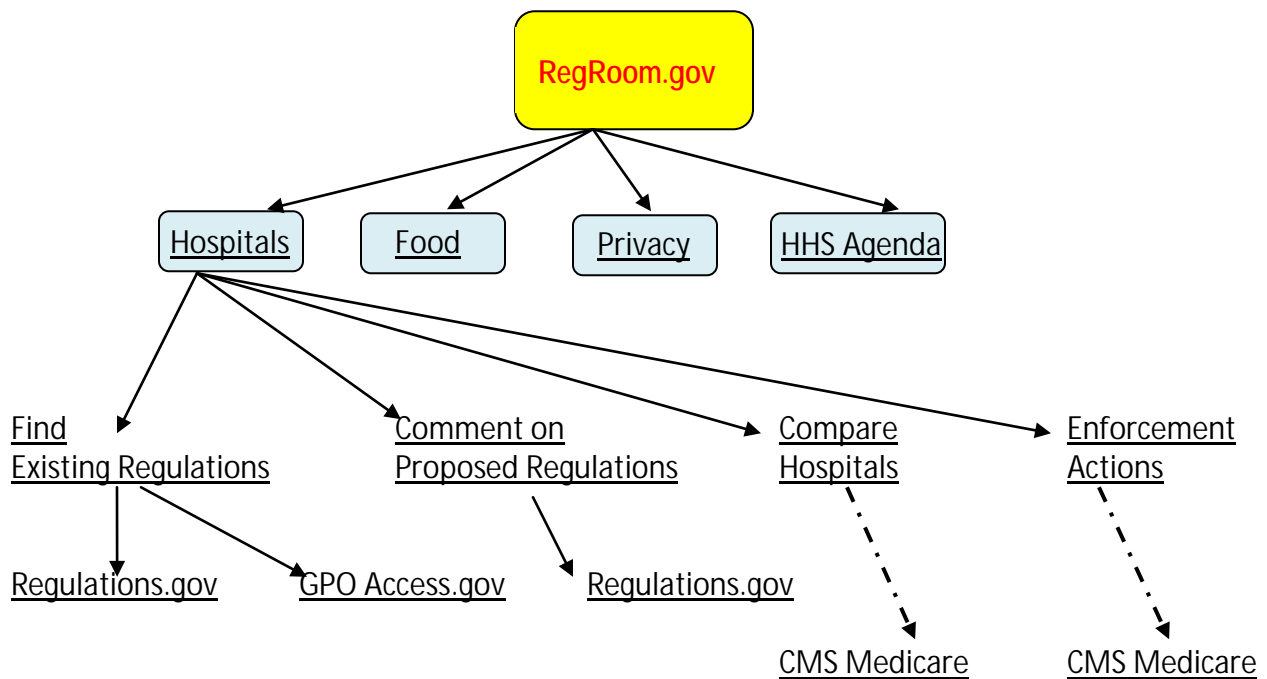 RegRoom.gov
Hospitals
Food
Privacy
HHS Agenda
Find
Existing Regulations
Comment on
Proposed Regulations
Compare
Hospitals
Enforcement
Actions
Regulations.gov
GPO Access.gov
Regulations.gov
CMS Medicare
CMS Medicare